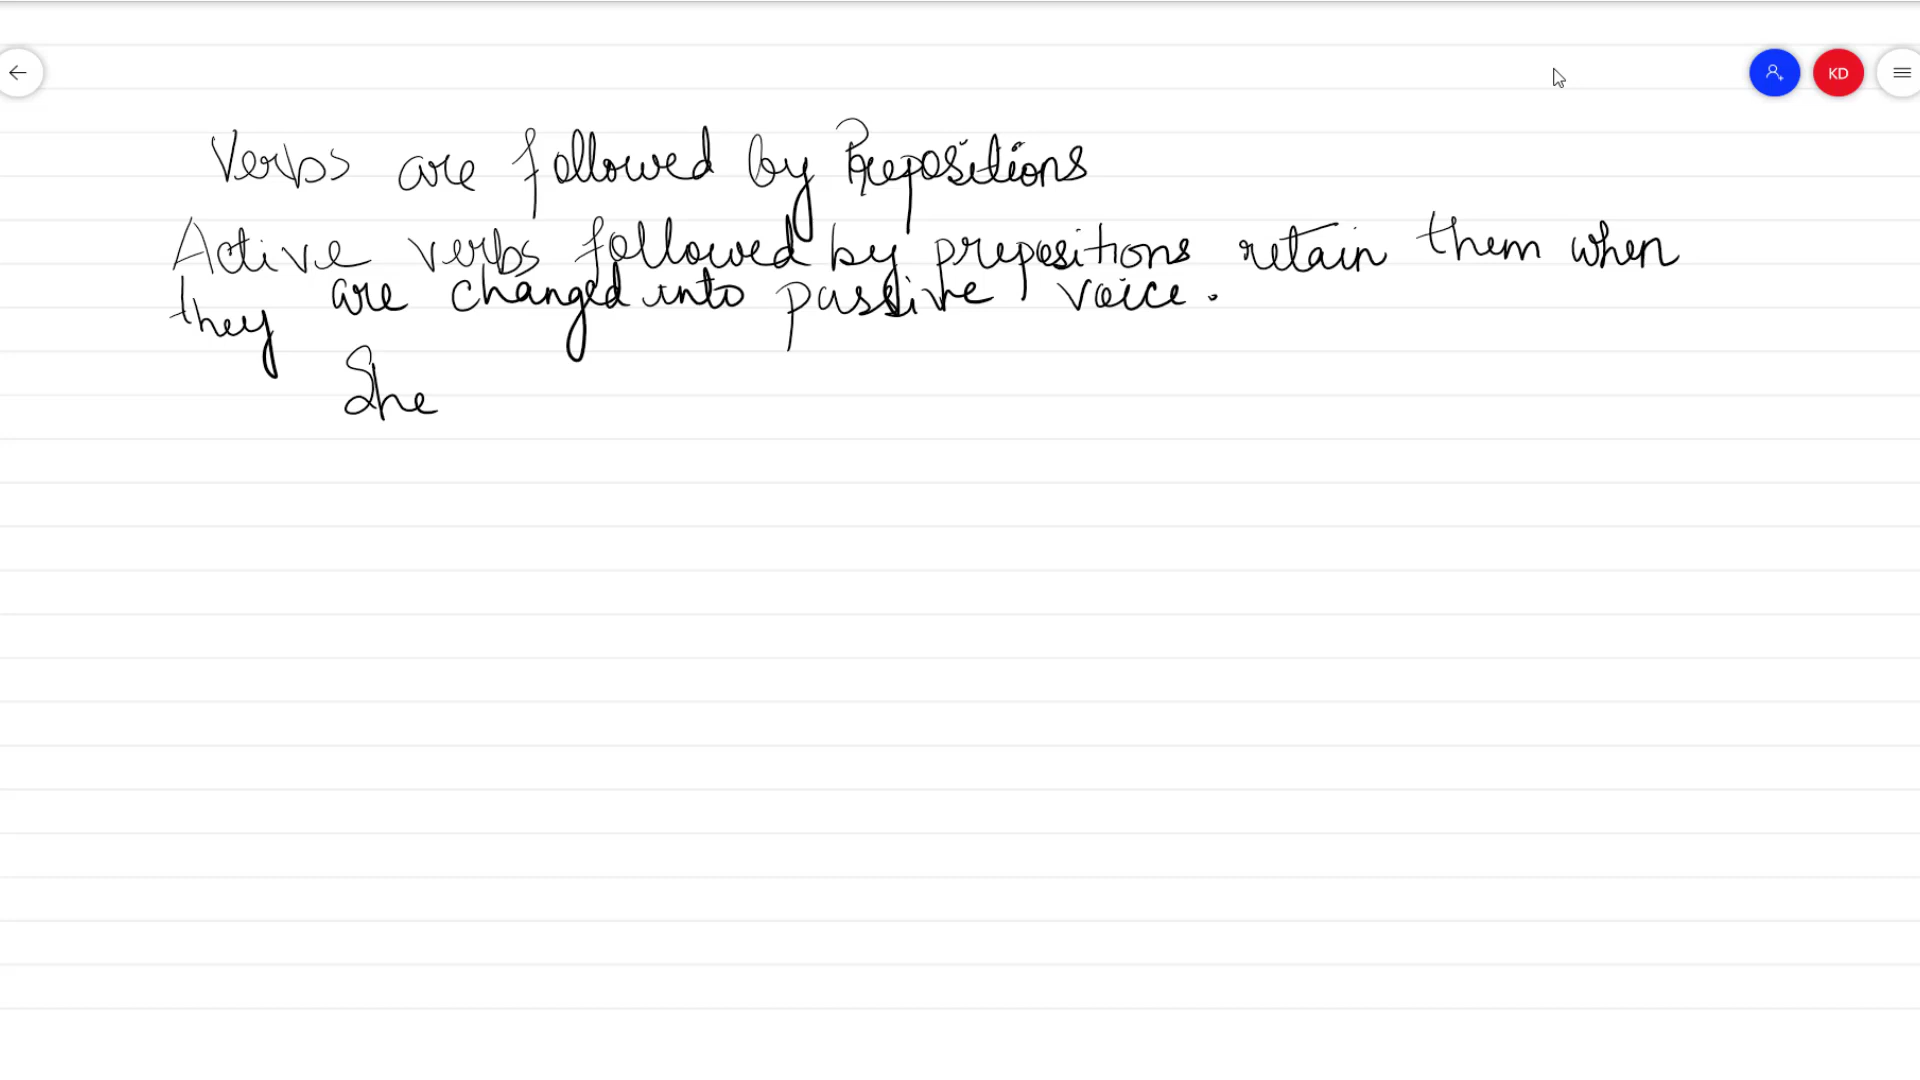 KD
Verbs are followed by Prepositions
Active verbs followed by prepositions retain them when
they are changed into passive voice.
She